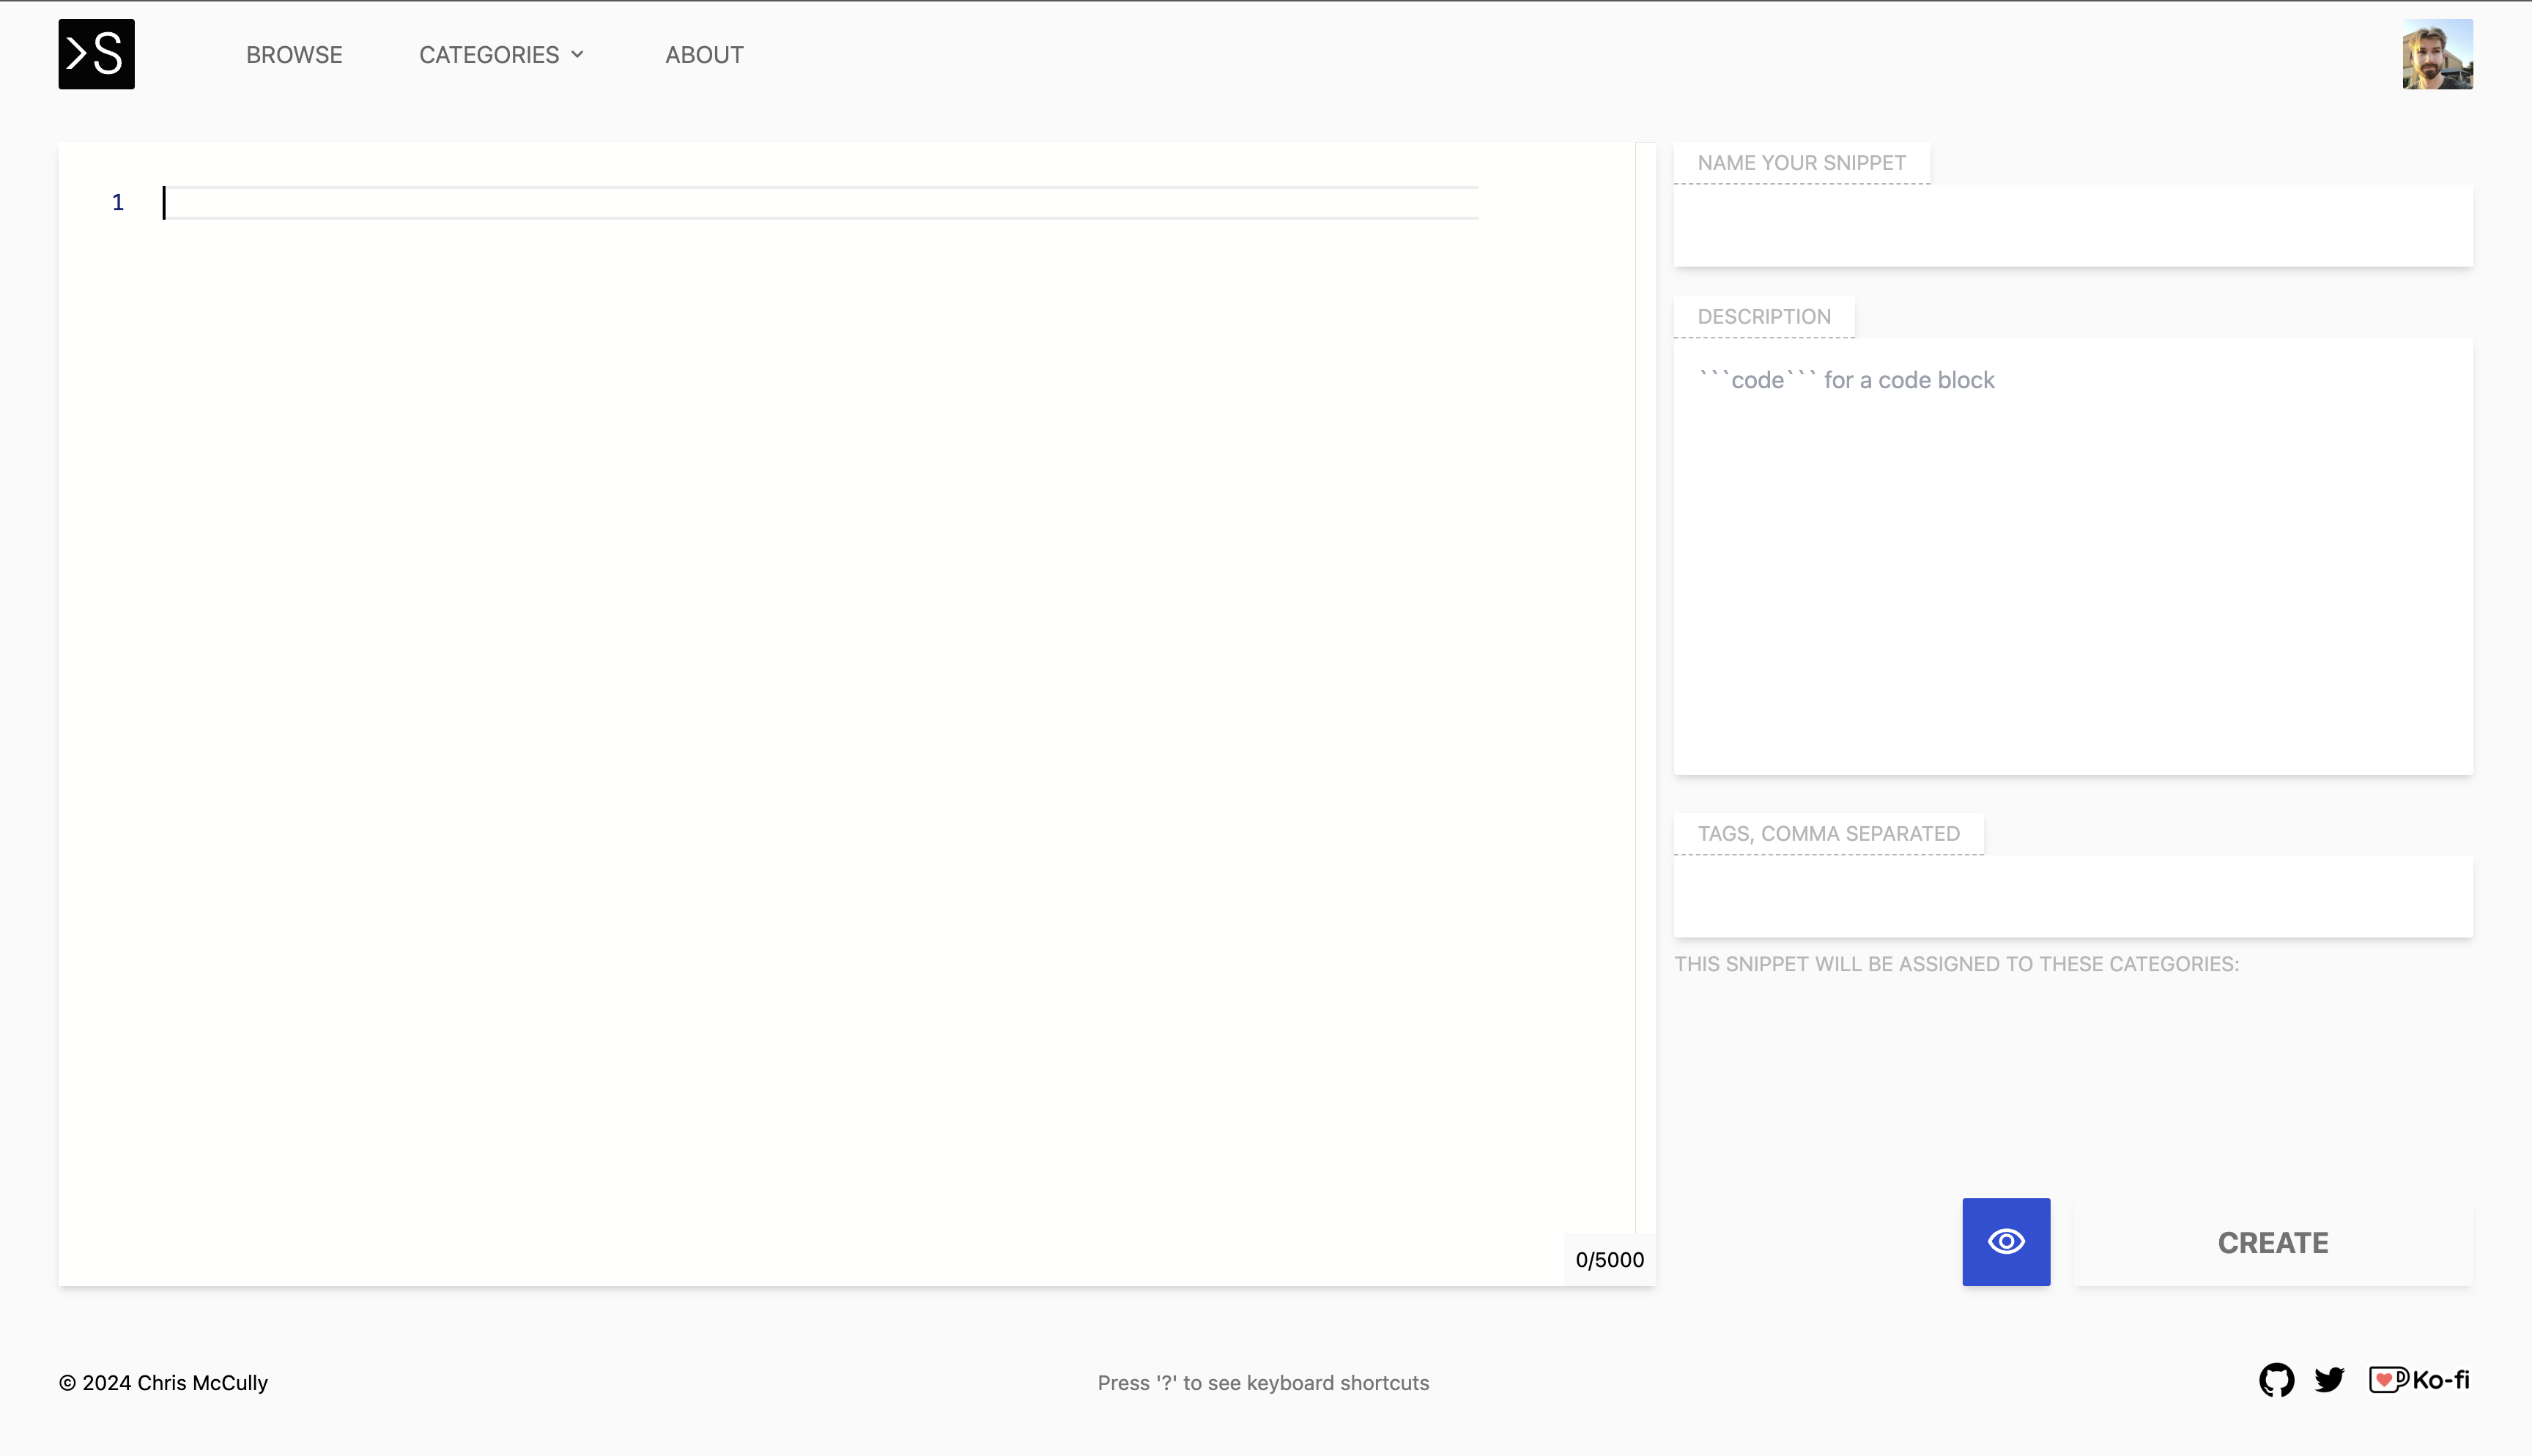 >S
BROWSE
CATEGORIES
ABOUT
1
0/5000
NAME YOUR SNIPPET
DESCRIPTION
```code``` for a code block
TAGS, COMMA SEPARATED
THIS SNIPPET WILL BE ASSIGNED TO THESE CATEGORIES:
CREATE
© 2024 Chris McCully
Press '?' to see keyboard shortcuts
Ko-fi